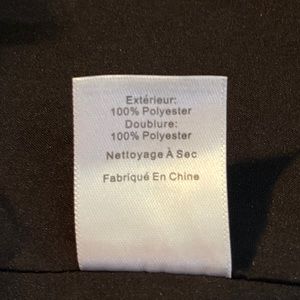 Extérieur:
100% Polyester
Doublure:
100% Polyester
Nettoyage À Sec
Fabriqué En Chine